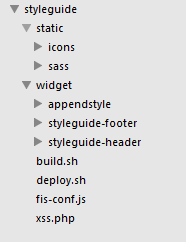 styleguide
static
icons
sass
widget
appendstyle
styleguide-footer
styleguide-header
build.sh
deploy.sh
fis-conf.js
xss.php